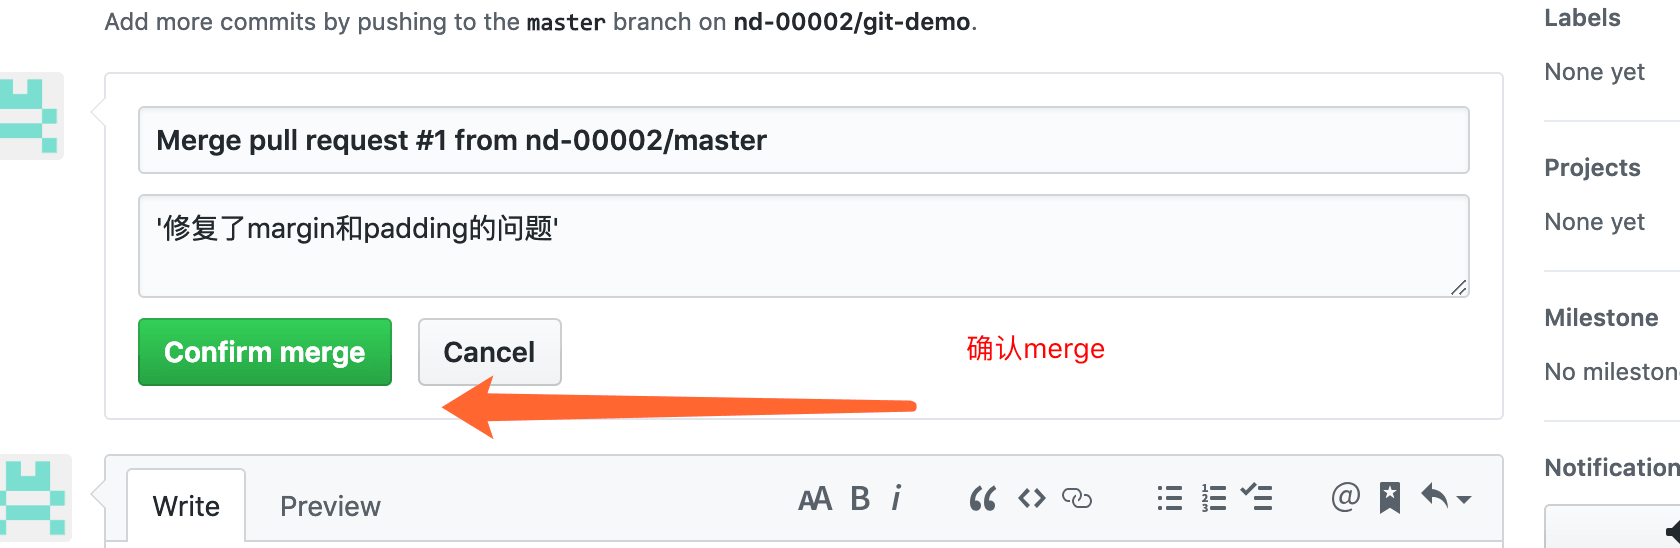 Add more commits by pushing to the master branch on nd-00002/git-demo.
Merge pull request #1 from nd-00002/master
'修复了margin和padding的问题'
Confirm merge
Cancel
确认merge
Write
Preview
AA B i
@
Labels
None yet
Projects
None yet
Milestone
No mileston
Notification